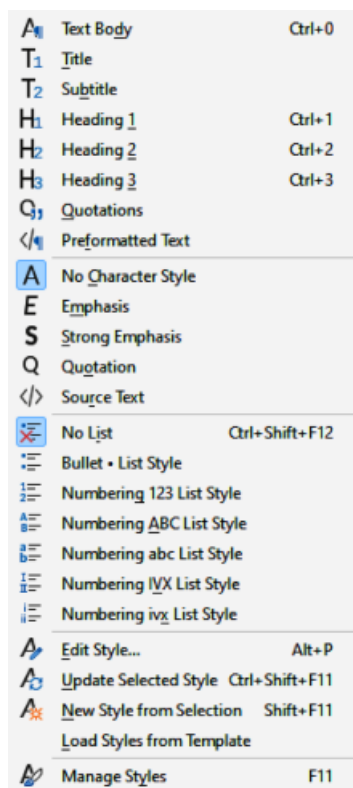 Text Body Ctrl+0
Title
Subtitle
Heading 1 Ctrl+1
Heading 2 Ctrl+2
Heading 3 Ctrl+3
Quotations
Preformatted Text
No Character Style
Emphasis
Strong Emphasis
Quotation
Source Text
No List Ctrl+Shift+F12
Bullet • List Style
Numbering 123 List Style
Numbering ABC List Style
Numbering abc List Style
Numbering IVX List Style
Numbering ivx List Style
Edit Style... Alt+P
Update Selected Style Ctrl+Shift+F11
New Style from Selection Shift+F11
Load Styles from Template
Manage Styles F11